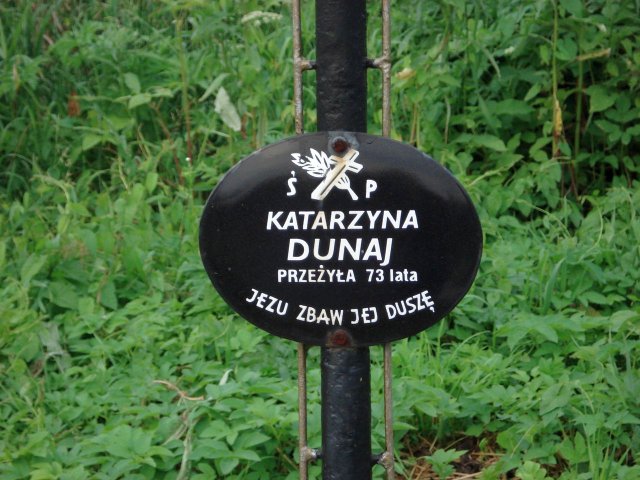 Ś P
KATARZYNA
DUNAJ
PRZEŻYŁA 73 lata
JEZU ZBAW JEJ DUSZĘ